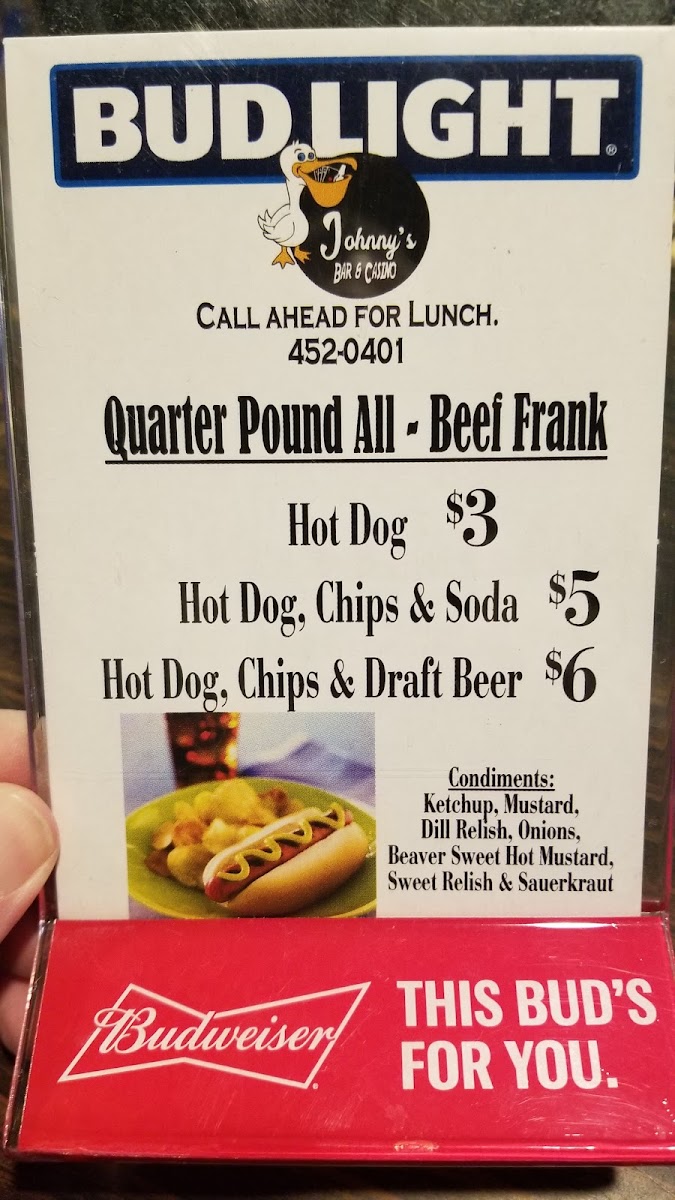 BUD LIGHT®
Johnny's
BAR & CASINO
CALL AHEAD FOR LUNCH.
452-0401
Quarter Pound All - Beef Frank
Hot Dog $3
Hot Dog, Chips & Soda $5
Hot Dog, Chips & Draft Beer $6
Condiments:
Ketchup, Mustard,
Dill Relish, Onions,
Beaver Sweet Hot Mustard,
Sweet Relish & Sauerkraut
Budweiser®
THIS BUD'S
FOR YOU.